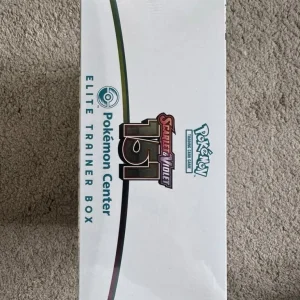 Pokémon
TRADING CARD GAME
SCARLET & VIOLET
151
Pokémon Center
ELITE TRAINER BOX